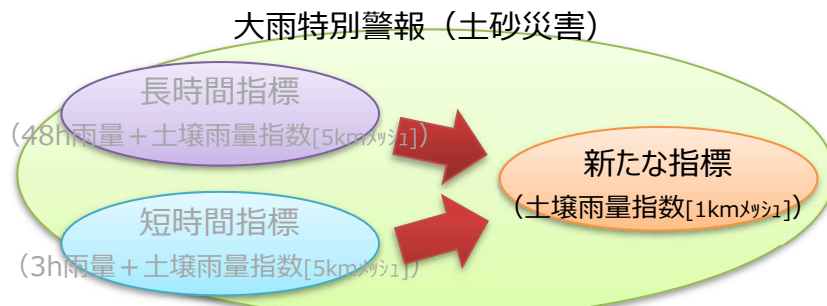 大雨特別警報（土砂災害）
長時間指標
（48h雨量＋土壌雨量指数[5kmﾒｯｼｭ]）
新たな指標
（土壌雨量指数[1kmﾒｯｼｭ]）
短時間指標
（3h雨量＋土壌雨量指数[5kmﾒｯｼｭ]）